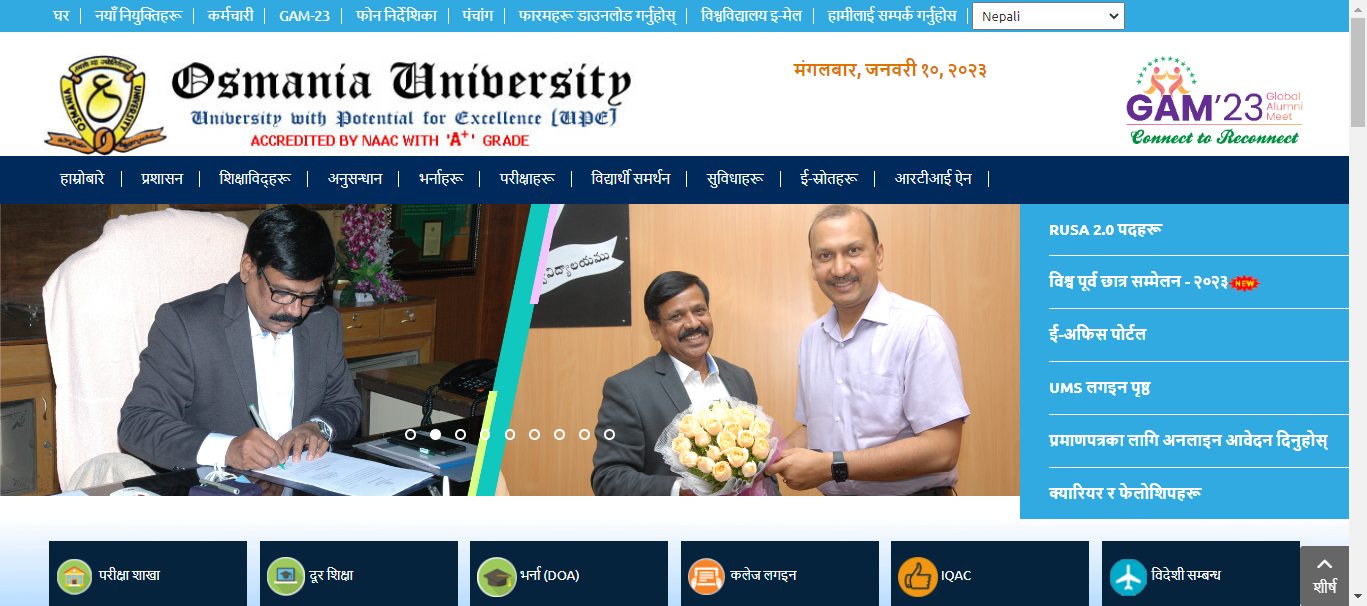 घर
नयाँ नियुक्तिहरू
कर्मचारी
GAM-23
फोन निर्देशिका
पंचांग
फारमहरू डाउनलोड गर्नुहोस्
विश्वविद्यालय इ-मेल
हामीलाई सम्पर्क गर्नुहोस
Nepali
OSMANIA UNIVERSITY
Osmania University
University with Potential for Excellence (UPE)
ACCREDITED BY NAAC WITH 'A+' GRADE
मंगलबार, जनवरी १०, २०२३
GAM'23 Global Alumni Meet
Connect to Reconnect
हाम्रोबारे
प्रशासन
शिक्षाविद्हरू
अनुसन्धान
भर्नाहरू
परीक्षाहरू
विद्यार्थी समर्थन
सुविधाहरू
ई-स्रोतहरू
आरटीआई ऐन
RUSA 2.0 पदहरू
विश्व पूर्व छात्र सम्मेलन - २०२३ NEW
ई-अफिस पोर्टल
UMS लगइन पृष्ठ
प्रमाणपत्रका लागि अनलाइन आवेदन दिनुहोस्
क्यारियर र फेलोशिपहरू
परीक्षा शाखा
दूर शिक्षा
भर्ना (DOA)
कलेज लगइन
IQAC
विदेशी सम्बन्ध
शीर्ष